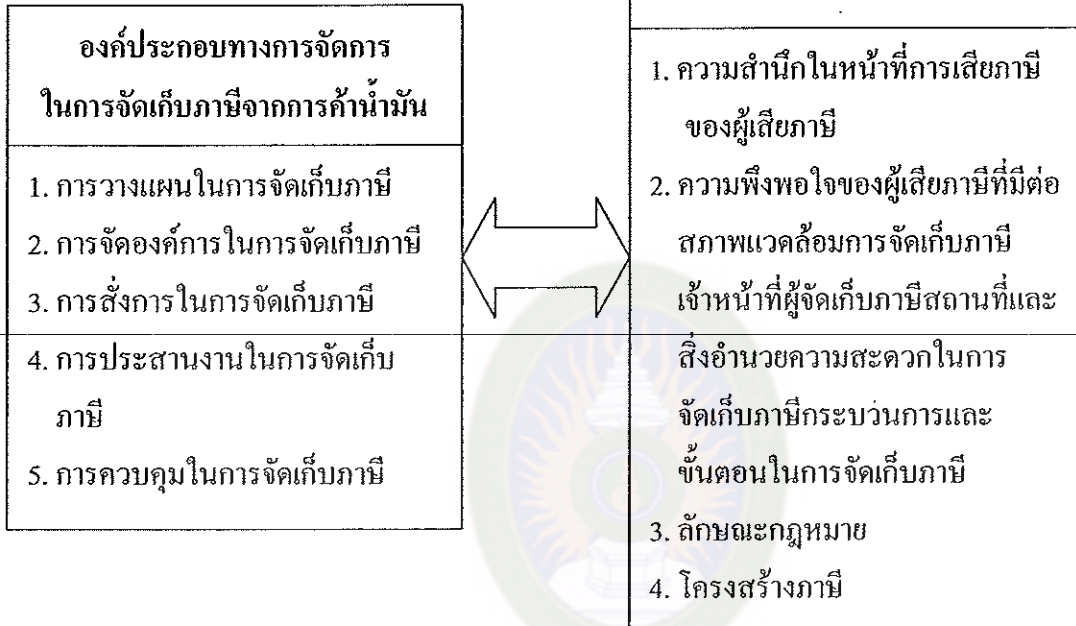 องค์ประกอบทางการจัดการ
ในการจัดเก็บภาษีจากการค้าน้ำมัน
1. การวางแผนในการจัดเก็บภาษี
2. การจัดองค์การในการจัดเก็บภาษี
3. การสั่งการในการจัดเก็บภาษี
4. การประสานงานในการจัดเก็บ
ภาษี
5. การควบคุมในการจัดเก็บภาษี
1. ความสำนึกในหน้าที่การเสียภาษี
ของผู้เสียภาษี
2. ความพึงพอใจของผู้เสียภาษีที่มีต่อ
สภาพแวดล้อมการจัดเก็บภาษี
เจ้าหน้าที่ผู้จัดเก็บภาษีสถานที่และ
สิ่งอำนวยความสะดวกในการ
จัดเก็บภาษีกระบวนการและ
ขั้นตอนในการจัดเก็บภาษี
3. ลักษณะกฎหมาย
4. โครงสร้างภาษี